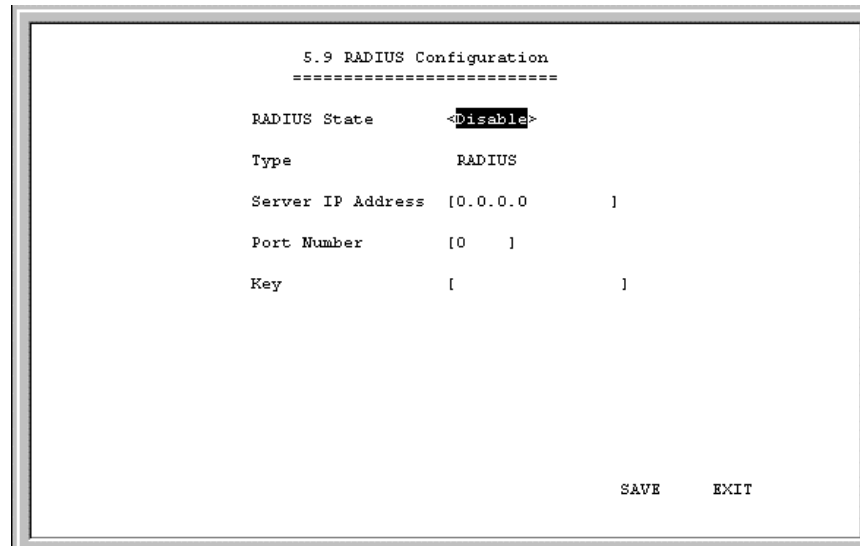 5.9 RADIUS Configuration
==========================
RADIUS State <Disable>
Type RADIUS
Server IP Address [0.0.0.0 ]
Port Number [0 ]
Key [ ]
SAVE EXIT